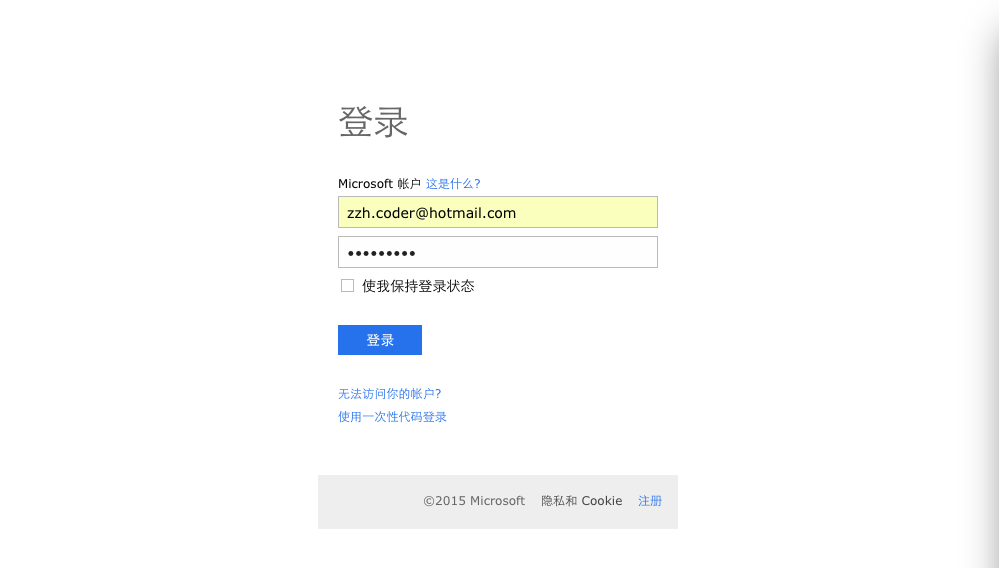 登录
Microsoft 帐户 这是什么?
zzh.coder@hotmail.com
•••••••••
使我保持登录状态
登录
无法访问你的帐户?
使用一次性代码登录
©2015 Microsoft 隐私和 Cookie 注册